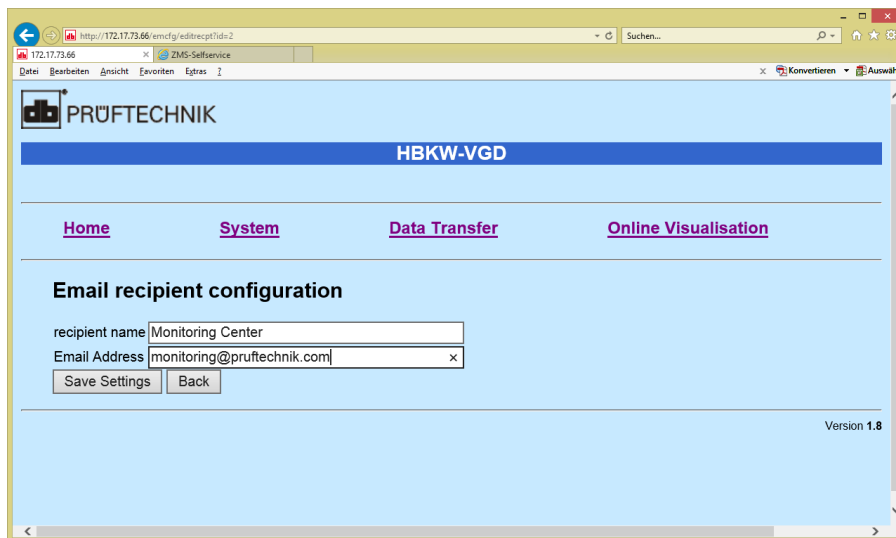 http://172.17.73.66/emcfg/editrecpt?id=2
Suchen...
172.17.73.66
ZMS-Selfservice
Datei Bearbeiten Ansicht Favoriten Extras ?
x Konvertieren Auswäh
db PRÜFTECHNIK
HBKW-VGD
Home System Data Transfer Online Visualisation
Email recipient configuration
recipient name Monitoring Center
Email Address monitoring@pruftechnik.com
Save Settings Back
Version 1.8